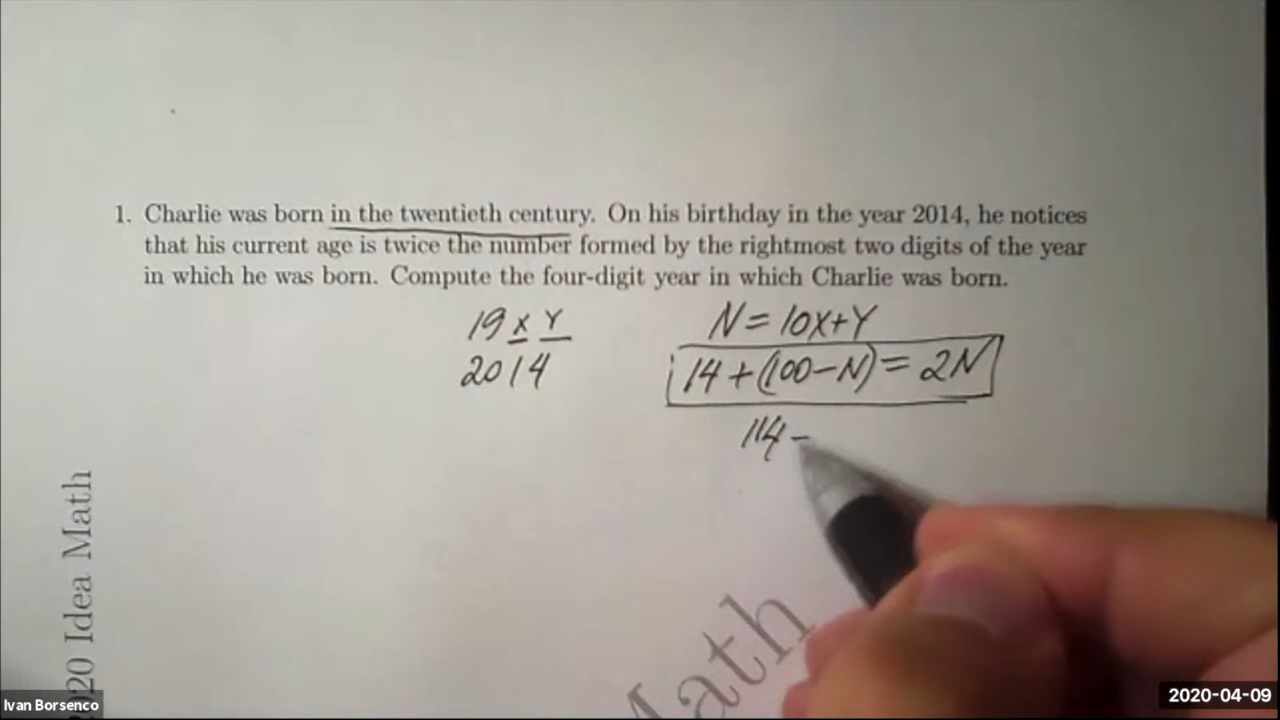 1. Charlie was born in the twentieth century. On his birthday in the year 2014, he notices
that his current age is twice the number formed by the rightmost two digits of the year
in which he was born. Compute the four-digit year in which Charlie was born.
19 X Y
2014
N = 10X+Y
14 + (100-N) = 2N
114 -
2020 Idea Math
Math
Ivan Borsenco
2020-04-09